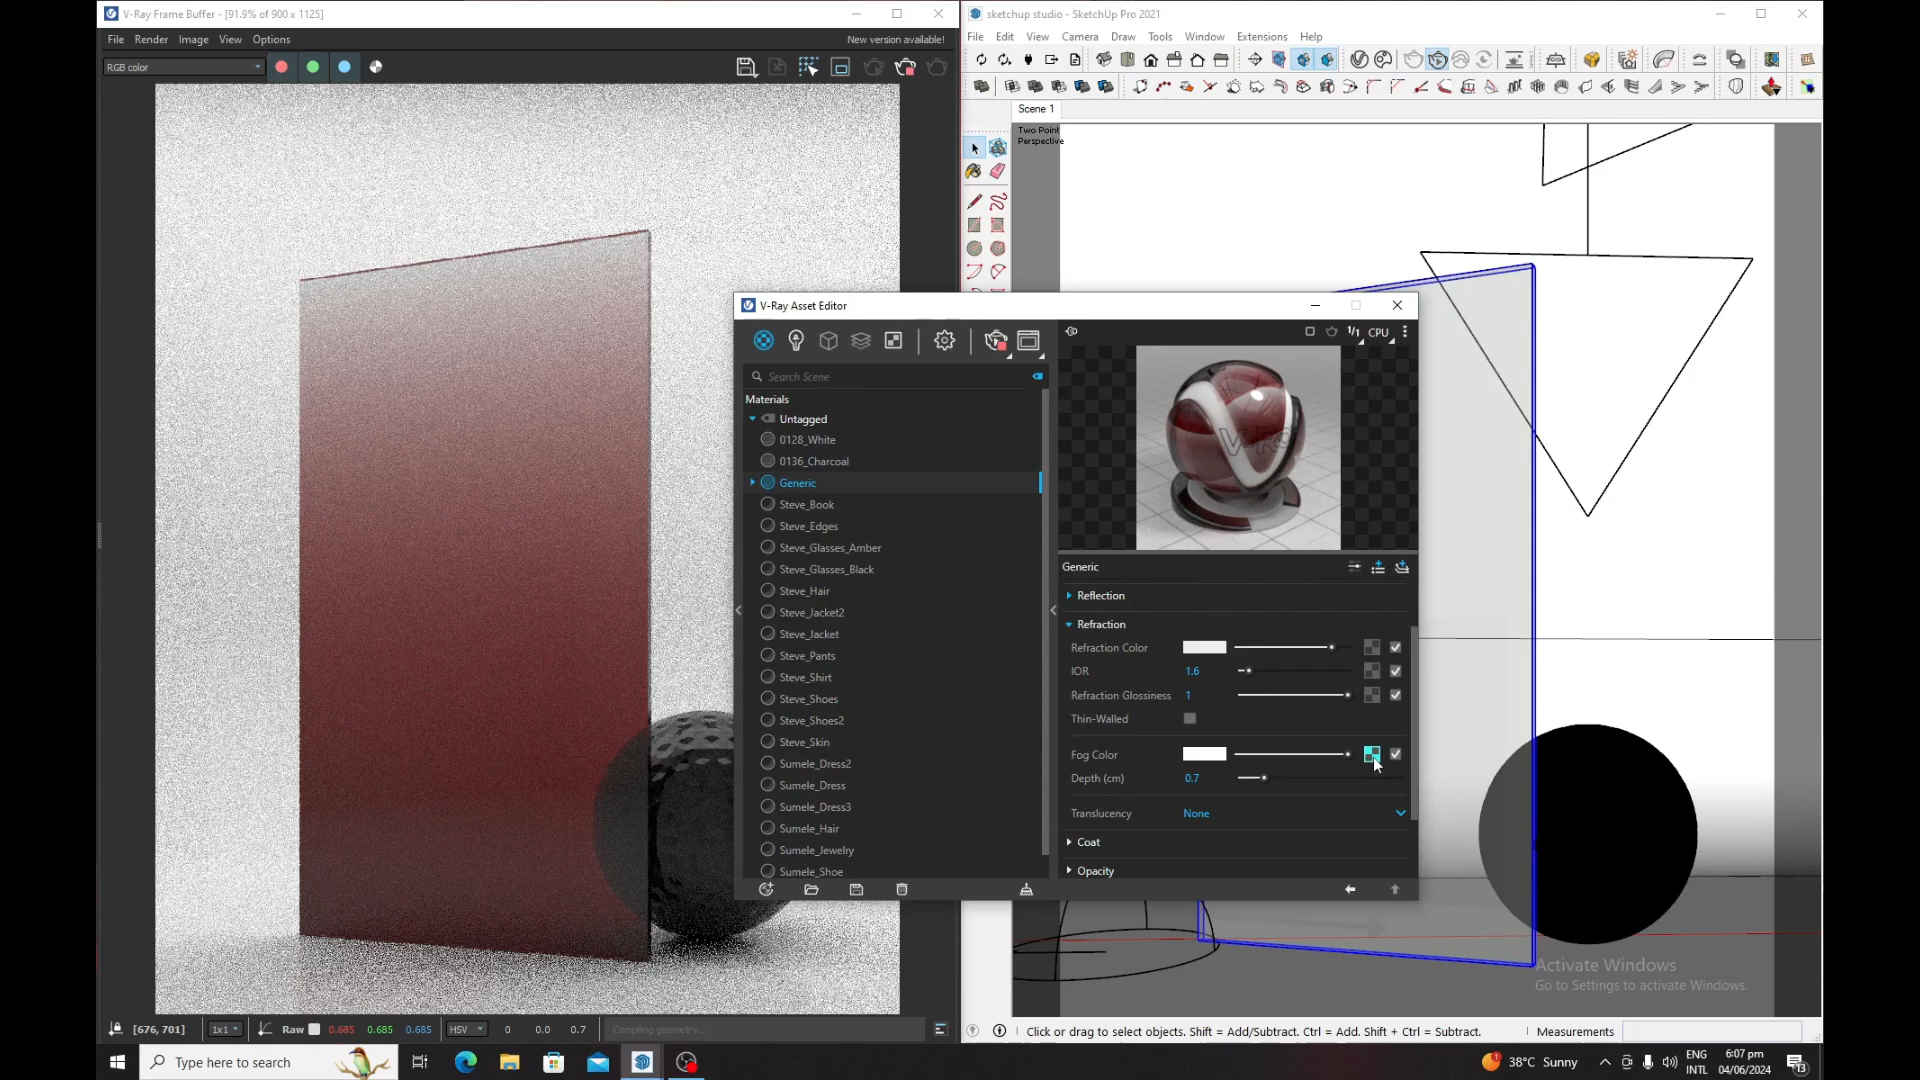 V-Ray Frame Buffer - [91.9% of 900 x 1125]
File Render Image View Options
New version available!
RGB color
sketchup studio - SketchUp Pro 2021
File Edit View Camera Draw Tools Window Extensions Help
Scene 1
Two Point
Perspective
V-Ray Asset Editor
1/1 CPU
Search Scene
Materials
Untagged
0128_White
0136_Charcoal
Generic
Steve_Book
Steve_Edges
Steve_Glasses_Amber
Steve_Glasses_Black
Steve_Hair
Steve_Jacket2
Steve_Jacket
Steve_Pants
Steve_Shirt
Steve_Shoes
Steve_Shoes2
Steve_Skin
Sumele_Dress2
Sumele_Dress
Sumele_Dress3
Sumele_Hair
Sumele_Jewelry
Sumele_Shoe
Generic
Reflection
Refraction
Refraction Color
IOR 1.6
Refraction Glossiness 1
Thin-Walled
Fog Color
Depth (cm) 0.7
Translucency None
Coat
Opacity
Activate Windows
Go to Settings to activate Windows.
[676, 701] 1x1 Raw 0.685 0.685 0.685 HSV 0 0.0 0.7 Compiling geometry...
Click or drag to select objects. Shift = Add/Subtract. Ctrl = Add. Shift + Ctrl = Subtract. Measurements
Type here to search
1
38°C Sunny
ENG
INTL
6:07 pm
04/06/2024
13